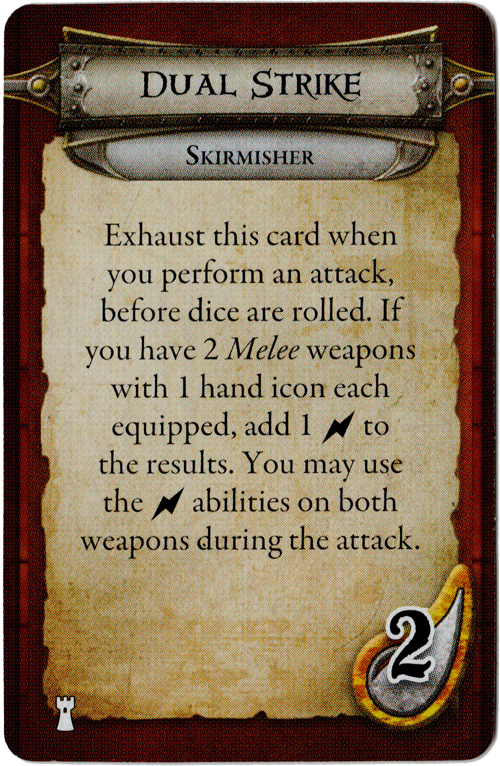 Dual Strike
Skirmisher
Exhaust this card when
you perform an attack,
before dice are rolled. If
you have 2 Melee weapons
with 1 hand icon each
equipped, add 1 to
the results. You may use
the abilities on both
weapons during the attack.
2